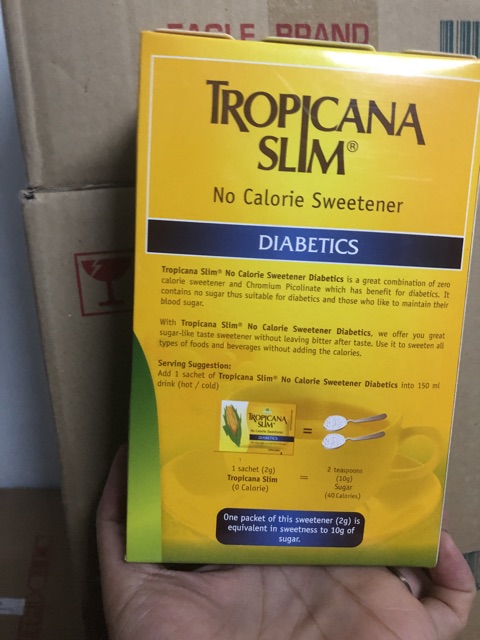 EAGLE BRAND
TROPICANA
SLIM®
No Calorie Sweetener
DIABETICS
Tropicana Slim® No Calorie Sweetener Diabetics is a great combination of zero
calorie sweetener and Chromium Picolinate which has benefit for diabetics. It
contains no sugar thus suitable for diabetics and those who like to maintain their
blood sugar.
With Tropicana Slim® No Calorie Sweetener Diabetics, we offer you great
sugar-like taste sweetener without leaving bitter after taste. Use it to sweeten all
types of foods and beverages without adding the calories.
Serving Suggestion:
Add 1 sachet of Tropicana Slim® No Calorie Sweetener Diabetics into 150 ml
drink (hot / cold)
TROPICANA
SLIM®
No Calorie Sweetener
DIABETICS
=
1 sachet (2g)
Tropicana Slim
(0 Calorie)
=
2 teaspoons
(10g)
Sugar
(40 Calories)
One packet of this sweetener (2g) is
equivalent in sweetness to 10g of
sugar.